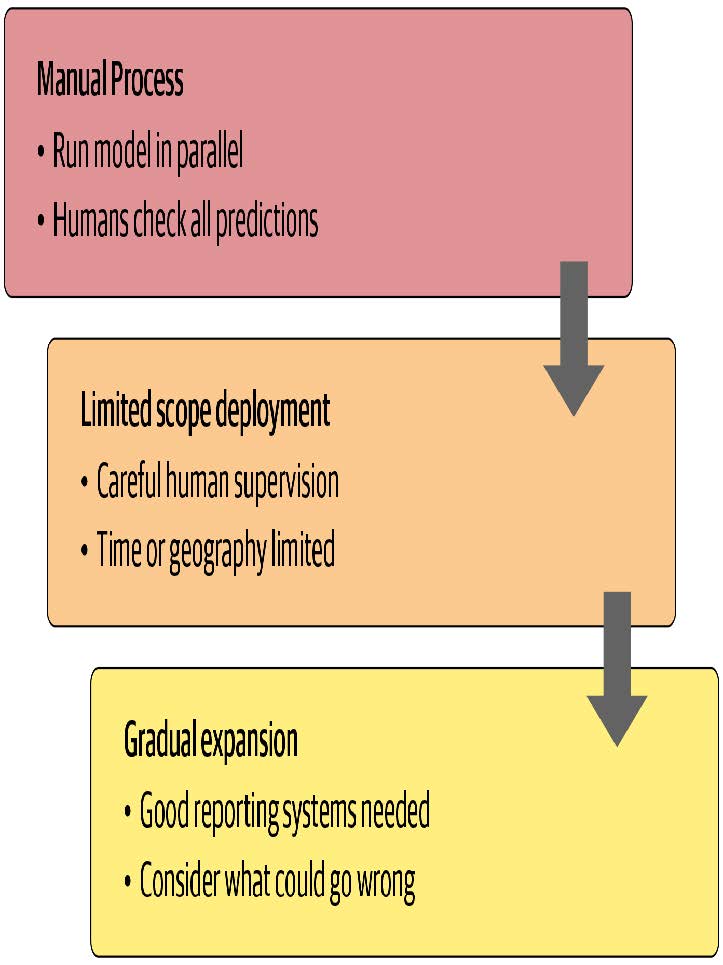 Manual Process
• Run model in parallel
• Humans check all predictions
Limited scope deployment
• Careful human supervision
• Time or geography limited
Gradual expansion
• Good reporting systems needed
• Consider what could go wrong